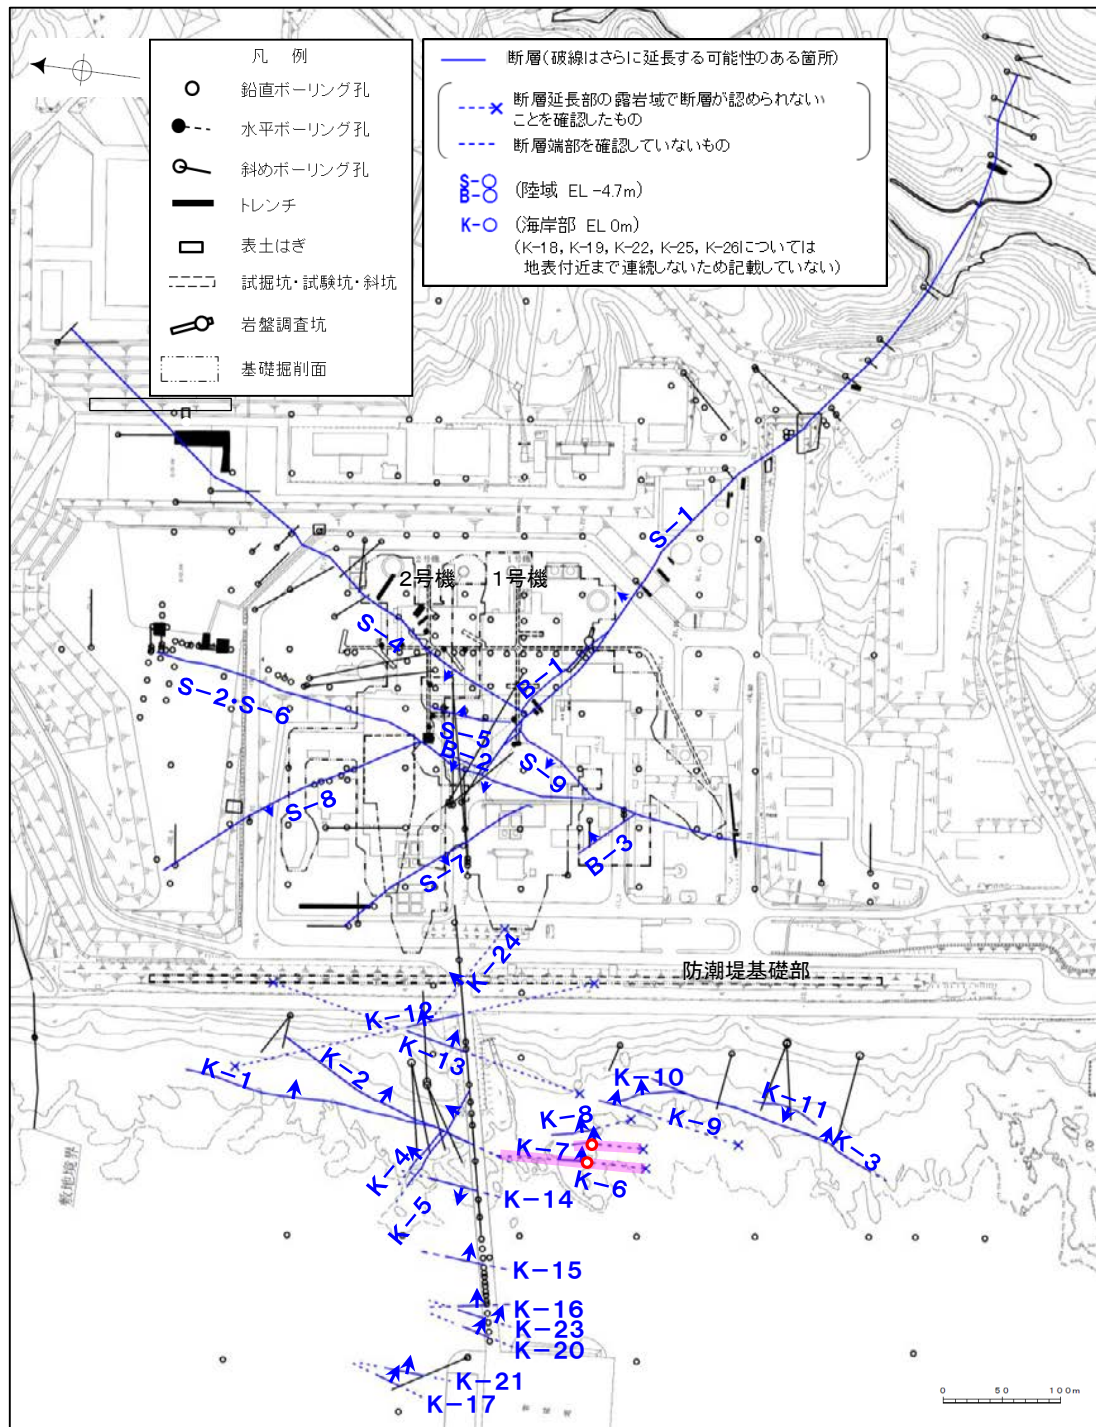 凡 例
鉛直ボーリング孔
水平ボーリング孔
斜めボーリング孔
トレンチ
表土はぎ
試掘坑・試験坑・斜坑
岩盤調査坑
基礎掘削面
断層(破線はさらに延長する可能性のある箇所)
断層延長部の露岩域で断層が認められない
ことを確認したもの
断層端部を確認していないもの
S-○
B-○
(陸域 EL -4.7m)
K-○
(海岸部 EL 0m)
(K-18, K-19, K-22, K-25, K-26については
地表付近まで連続しないため記載していない)
S-1
2号機
1号機
2号機
1号機
S-4
B-1
S-2・S-6
S-5
B-2
S-9
S-8
S-7
B-3
K-24
防潮堤基礎部
K-12
K-13
K-2
K-1
K-10
K-11
K-8
K-9
K-7
K-3
K-4
K-6
K-14
K-5
敷地境界
K-15
K-16
K-23
K-20
K-21
K-17
0 50 100m